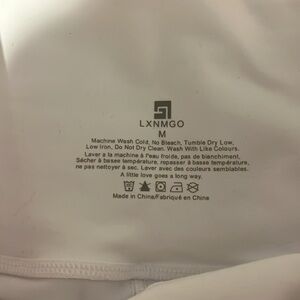 LXNMGO
M
Machine Wash Cold, No Bleach, Tumble Dry Low,
Low Iron, Do Not Dry Clean. Wash With Like Colours.
Laver a la machine à l'eau froide, pas de blanchiment,
Sécher à basse température, repasser à basse température,
ne pas nettoyer à sec. Laver avec des couleurs semblables.
A little love goes a long way.
Made in China/Fabriqué en Chine